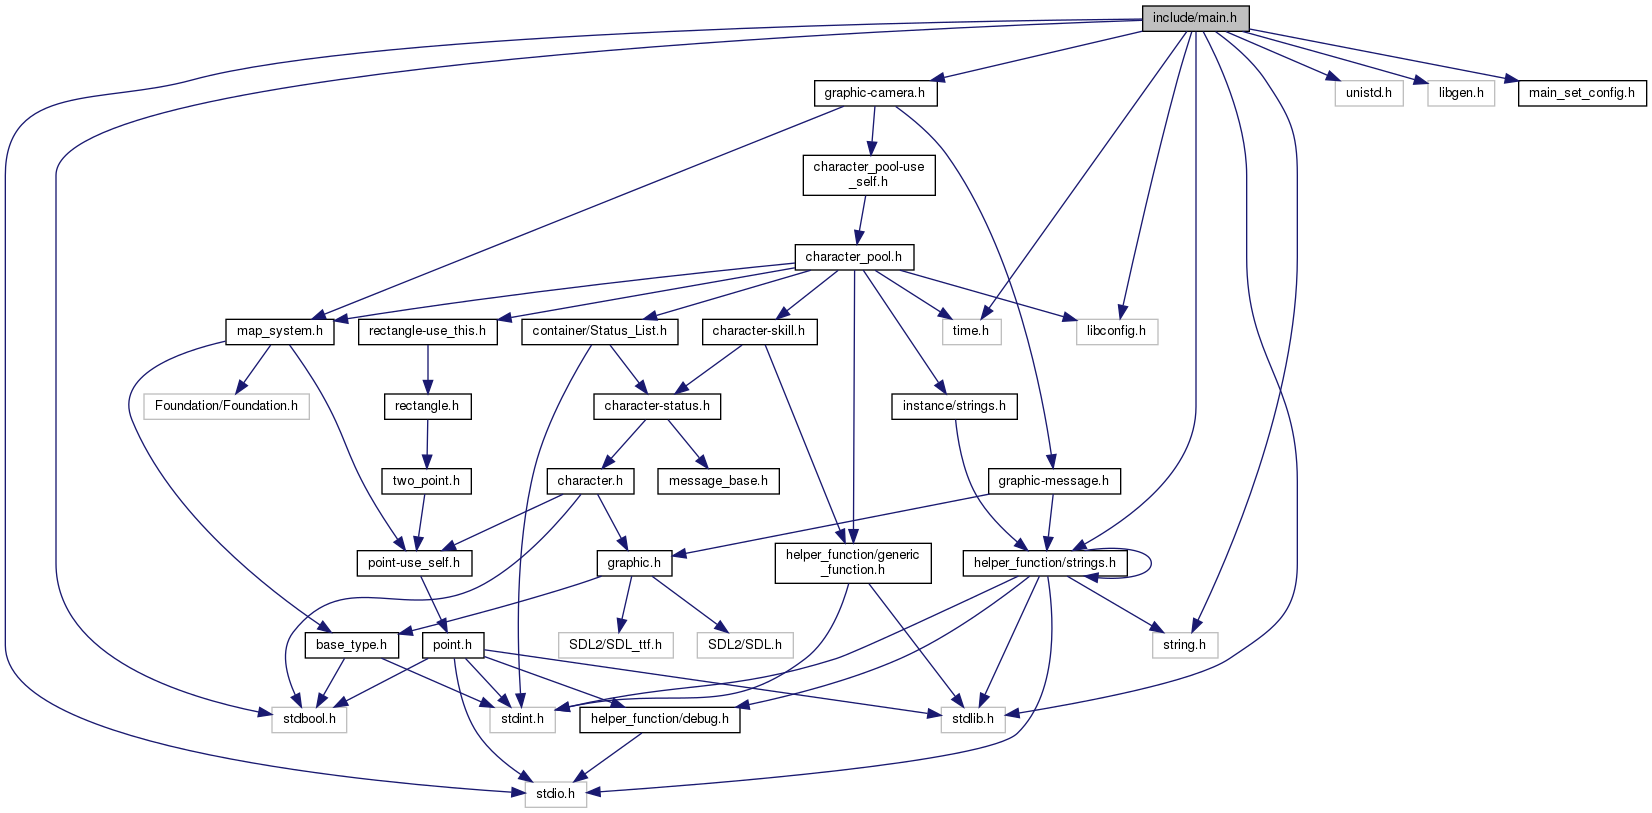 include/main.h
graphic-camera.h
unistd.h
libgen.h
main_set_config.h
character_pool-use
_self.h
character_pool.h
map_system.h
rectangle-use_this.h
container/Status_List.h
character-skill.h
time.h
libconfig.h
Foundation/Foundation.h
rectangle.h
character-status.h
instance/strings.h
two_point.h
character.h
message_base.h
graphic-message.h
point-use_self.h
graphic.h
helper_function/generic
_function.h
helper_function/strings.h
base_type.h
point.h
SDL2/SDL_ttf.h
SDL2/SDL.h
string.h
stdbool.h
stdint.h
helper_function/debug.h
stdlib.h
stdio.h